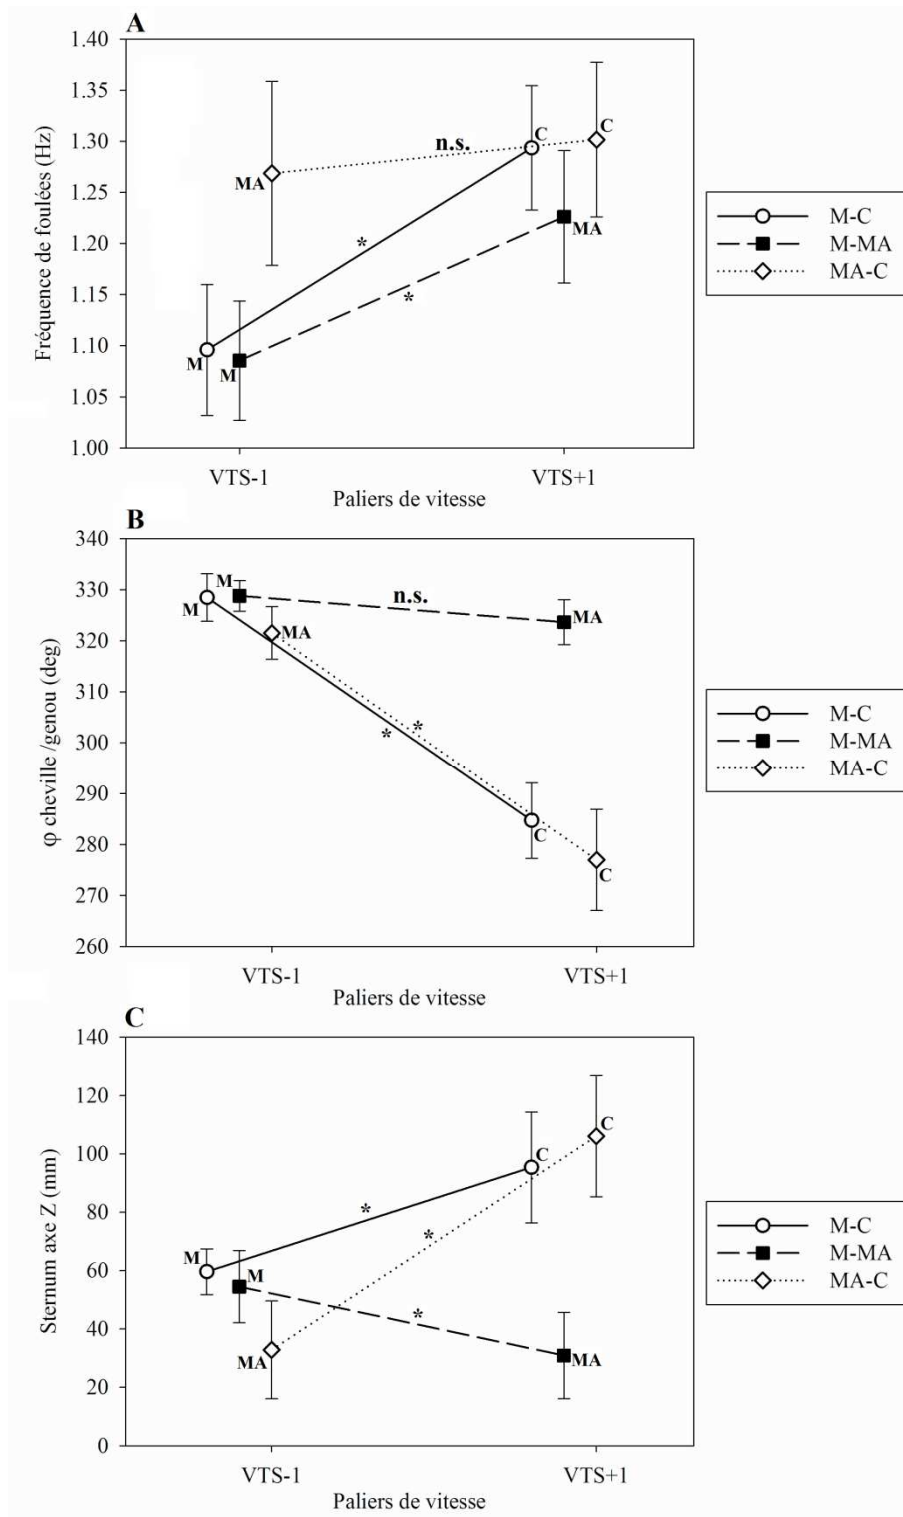 A
1.40
1.35
1.30
1.25
1.20
1.15
1.10
1.05
1.00
Fréquence de foulées (Hz)
MA
n.s.
C
C
*
MA
*
M
M
VTS-1
VTS+1
Paliers de vitesse
M-C
M-MA
MA-C
B
340
330
320
310
300
290
280
270
260
φ cheville /genou (deg)
M
M
n.s.
MA
MA
*
*
C
C
VTS-1
VTS+1
Paliers de vitesse
M-C
M-MA
MA-C
C
140
120
100
80
60
40
20
0
Sternum axe Z (mm)
C
C
*
*
M
M
*
MA
MA
VTS-1
VTS+1
Paliers de vitesse
M-C
M-MA
MA-C